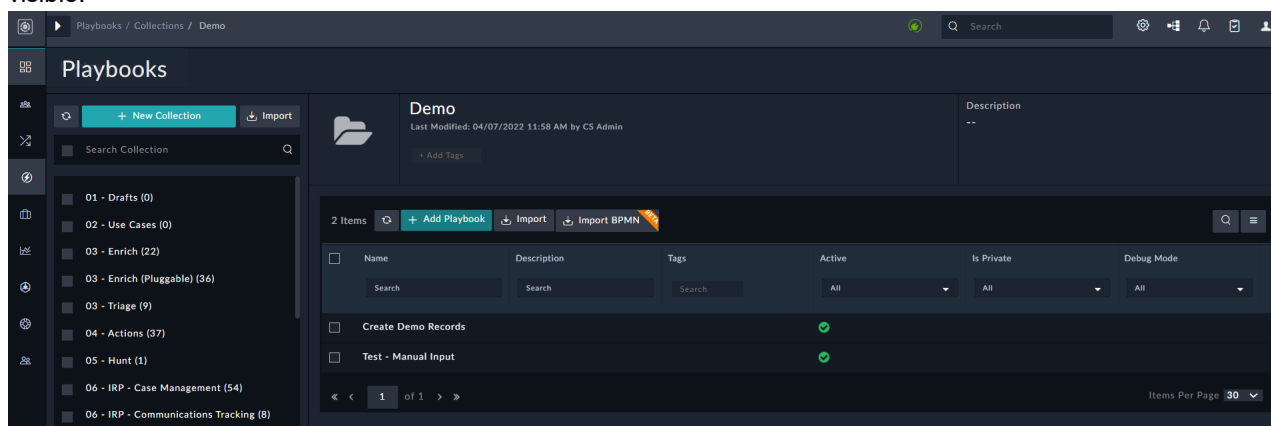 Playbooks / Collections / Demo
Search
Playbooks
+ New Collection
Import
Search Collection
01 - Drafts (0)
02 - Use Cases (0)
03 - Enrich (22)
03 - Enrich (Pluggable) (36)
03 - Triage (9)
04 - Actions (37)
05 - Hunt (1)
06 - IRP - Case Management (54)
06 - IRP - Communications Tracking (8)
Demo
Last Modified: 04/07/2022 11:58 AM by CS Admin
+ Add Tags
Description
--
2 Items + Add Playbook Import Import BPMN BETA
Name Description Tags Active Is Private Debug Mode
Search Search Search All All All
Create Demo Records
Test - Manual Input
« < 1 of 1 > »
Items Per Page 30